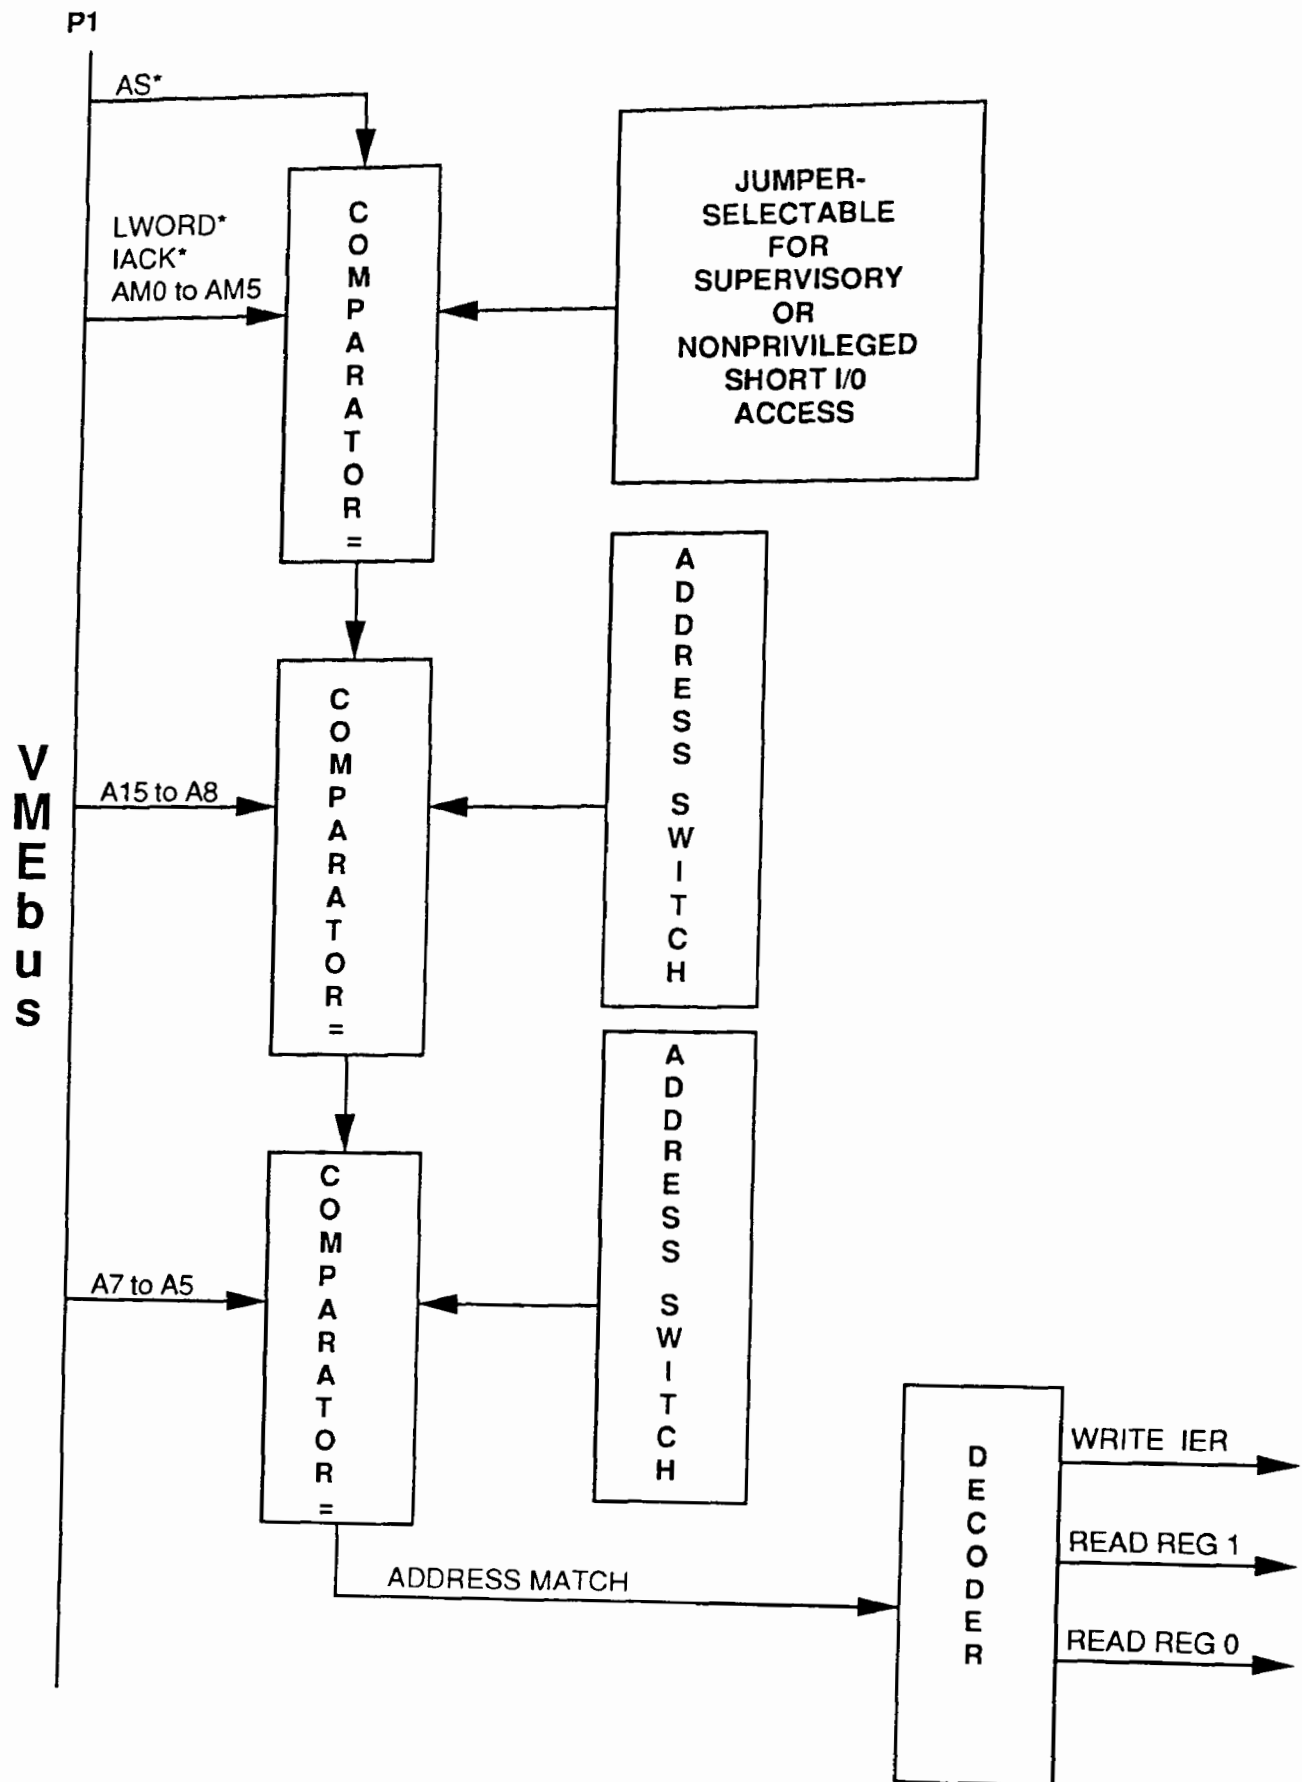 P1
AS*
LWORD*
IACK*
AM0 to AM5
COMPARATOR
=
JUMPER-
SELECTABLE
FOR
SUPERVISORY
OR
NONPRIVILEGED
SHORT I/0
ACCESS
VMEbus
A15 to A8
COMPARATOR
=
ADDRESS SWITCH
A7 to A5
COMPARATOR
=
ADDRESS SWITCH
ADDRESS MATCH
DECODER
WRITE IER
READ REG 1
READ REG 0